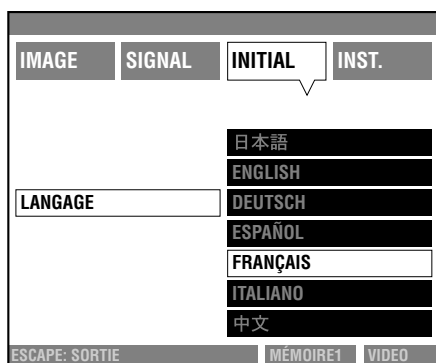 IMAGE SIGNAL INITIAL INST.
日本語
ENGLISH
LANGAGE DEUTSCH
ESPAÑOL
FRANÇAIS
ITALIANO
中文
ESCAPE: SORTIE MÉMOIRE1 VIDEO